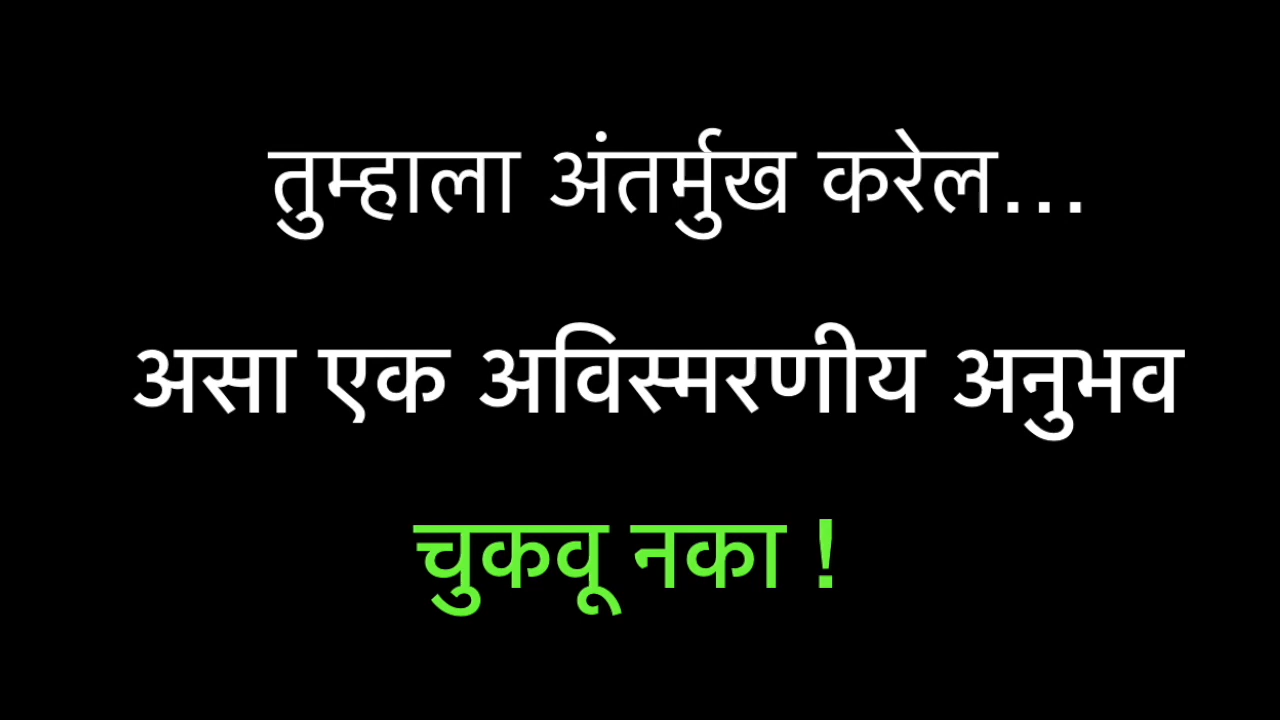 तुम्हाला अंतर्मुख करेल...
असा एक अविस्मरणीय अनुभव
चुकवू नका !